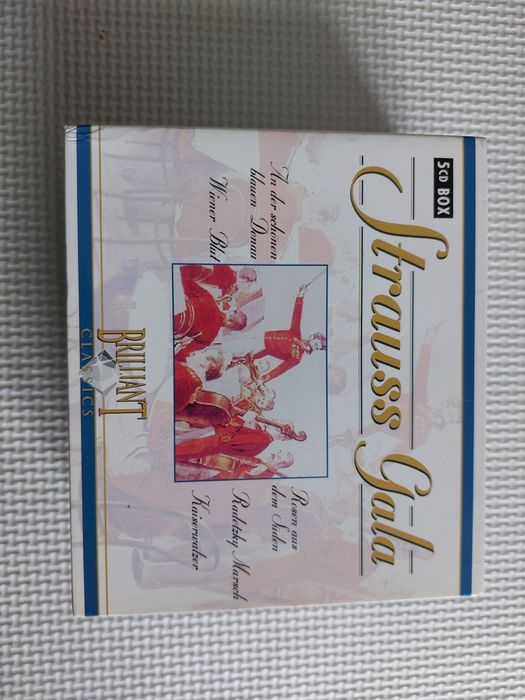 5CD BOX
Strauss Gala
An der schönen
blauen Donau
Wiener Blut
Rosen aus
dem Süden
Radetzky Marsch
Kaiserwalzer
BRILLIANT
CLASSICS